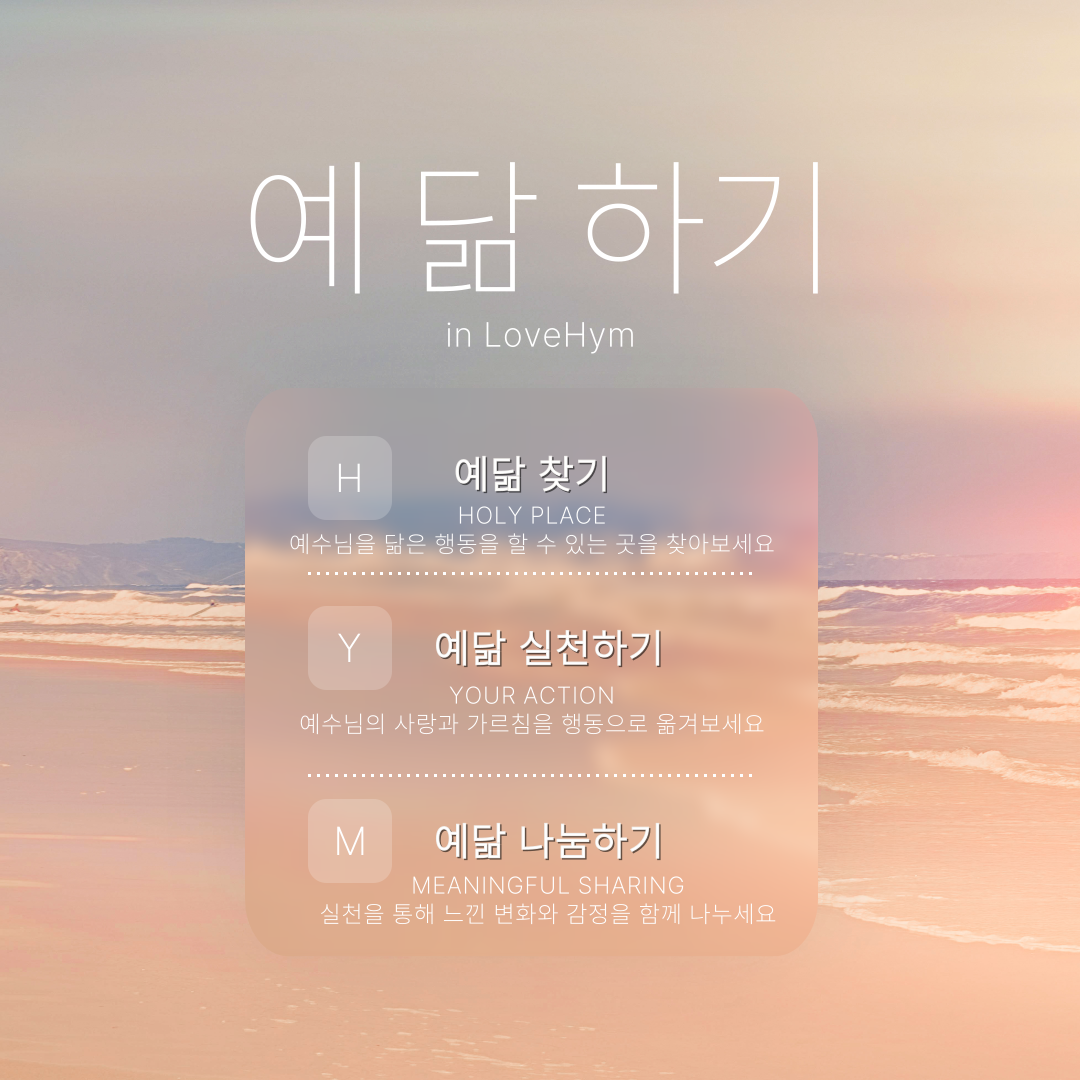 예 닮 하기
in LoveHym
H
예닮 찾기
HOLY PLACE
예수님을 닮은 행동을 할 수 있는 곳을 찾아보세요
Y
예닮 실천하기
YOUR ACTION
예수님의 사랑과 가르침을 행동으로 옮겨보세요
M
예닮 나눔하기
MEANINGFUL SHARING
실천을 통해 느낀 변화와 감정을 함께 나누세요